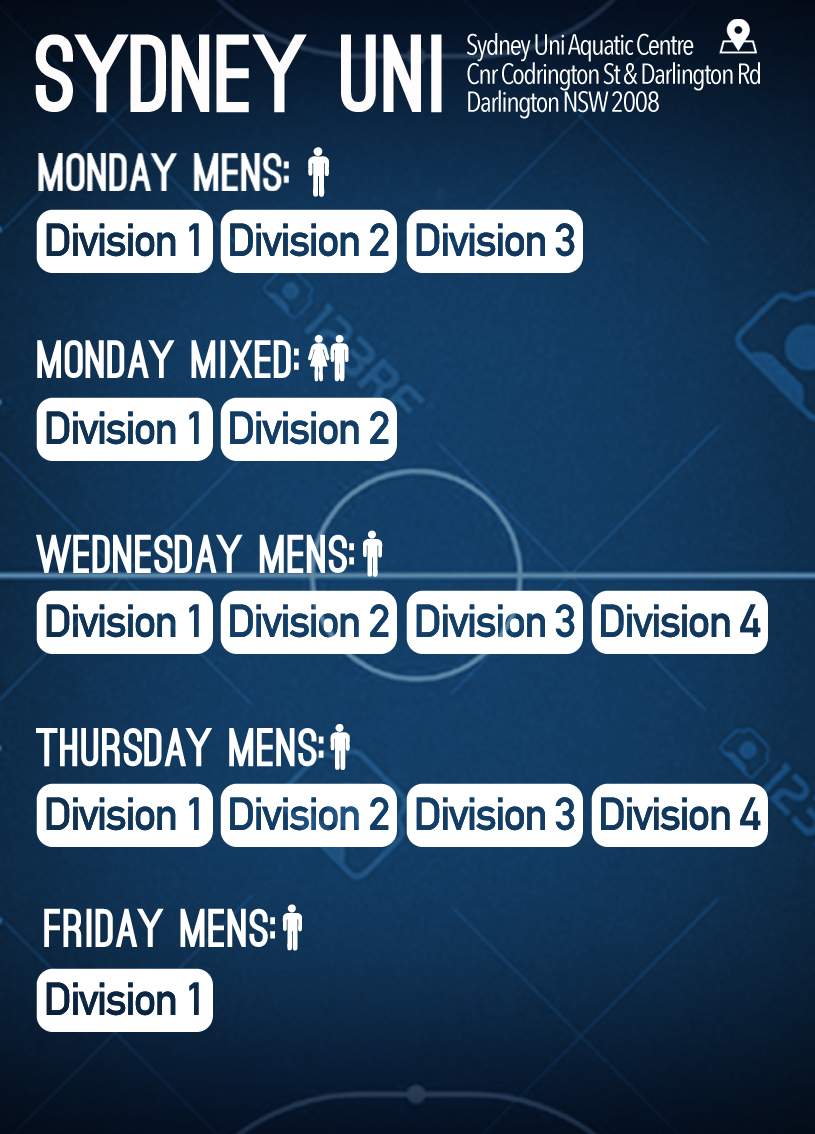 SYDNEY UNI
Sydney Uni Aquatic Centre
Cnr Codrington St & Darlington Rd
Darlington NSW 2008
MONDAY MENS:
Division 1 Division 2 Division 3
MONDAY MIXED:
Division 1 Division 2
123RF
WEDNESDAY MENS:
Division 1 Division 2 Division 3 Division 4
THURSDAY MENS:
Division 1 Division 2 Division 3 Division 4
123
FRIDAY MENS:
Division 1